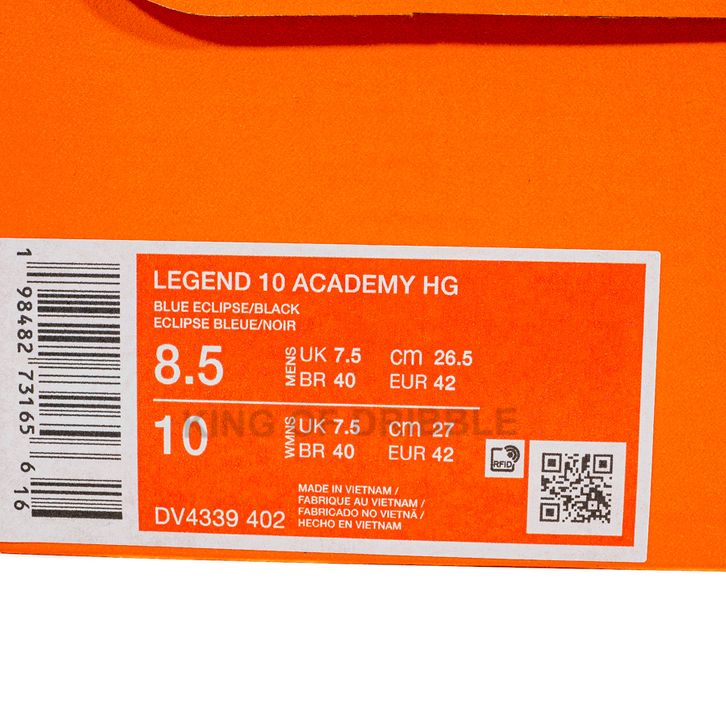 LEGEND 10 ACADEMY HG
BLUE ECLIPSE/BLACK
ECLIPSE BLEUE/NOIR
8.5 MENS UK 7.5 cm 26.5
BR 40 EUR 42
KING OF DRIBBLE
10 WMNS UK 7.5 cm 27
BR 40 EUR 42
RFID
MADE IN VIETNAM /
FABRIQUE AU VIETNAM /
FABRICADO NO VIETNÃ /
HECHO EN VIETNAM
DV4339 402
1 98482 73165 6 16